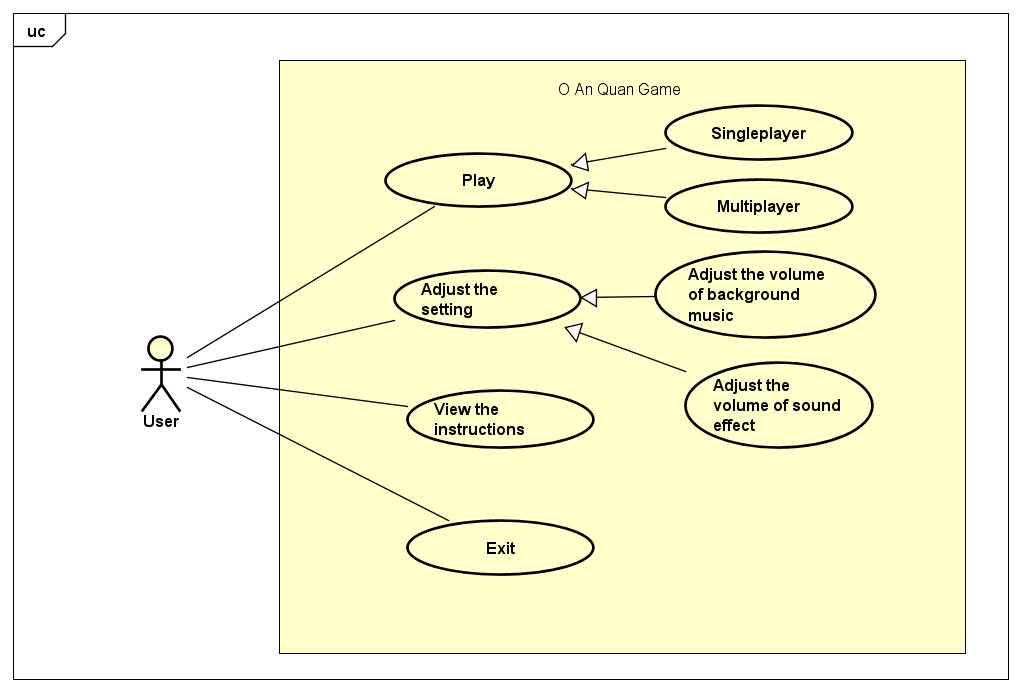 uc
O An Quan Game
Singleplayer
Play
Multiplayer
Adjust the volume
of background
music
Adjust the
setting
Adjust the
volume of sound
effect
User
View the
instructions
Exit